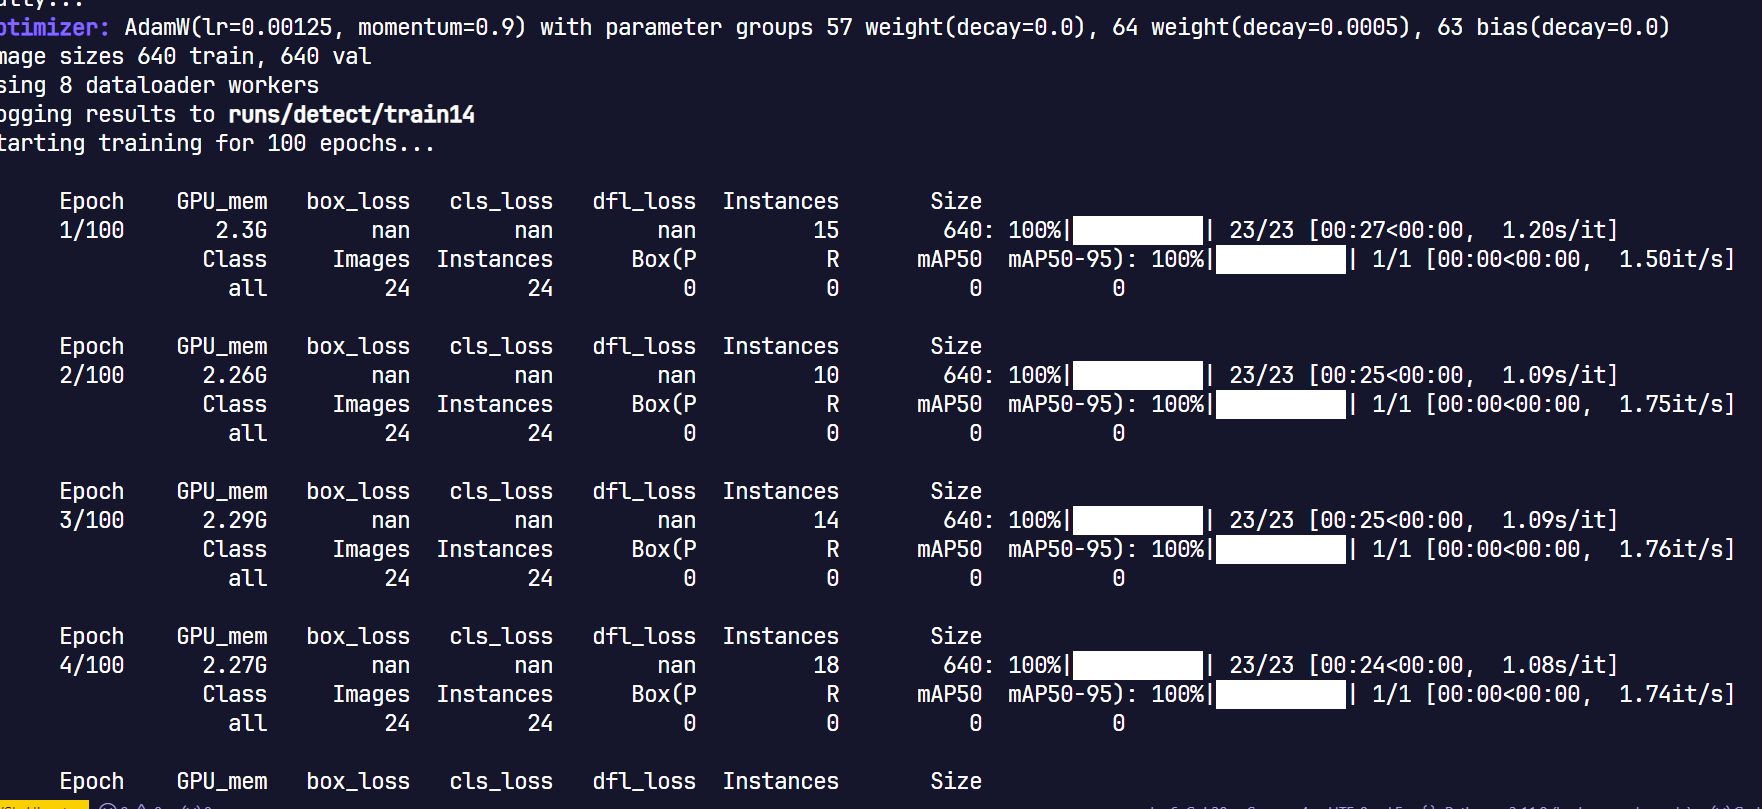 ptimizer: AdamW(lr=0.00125, momentum=0.9) with parameter groups 57 weight(decay=0.0), 64 weight(decay=0.0005), 63 bias(decay=0.0)
mage sizes 640 train, 640 val
sing 8 dataloader workers
ogging results to runs/detect/train14
tarting training for 100 epochs...
Epoch GPU_mem box_loss cls_loss dfl_loss Instances Size
1/100 2.3G nan nan nan 15 640: 100%| | 23/23 [00:27<00:00, 1.20s/it]
Class Images Instances Box(P R mAP50 mAP50-95): 100%| | 1/1 [00:00<00:00, 1.50it/s]
all 24 24 0 0 0 0
Epoch GPU_mem box_loss cls_loss dfl_loss Instances Size
2/100 2.26G nan nan nan 10 640: 100%| | 23/23 [00:25<00:00, 1.09s/it]
Class Images Instances Box(P R mAP50 mAP50-95): 100%| | 1/1 [00:00<00:00, 1.75it/s]
all 24 24 0 0 0 0
Epoch GPU_mem box_loss cls_loss dfl_loss Instances Size
3/100 2.29G nan nan nan 14 640: 100%| | 23/23 [00:25<00:00, 1.09s/it]
Class Images Instances Box(P R mAP50 mAP50-95): 100%| | 1/1 [00:00<00:00, 1.76it/s]
all 24 24 0 0 0 0
Epoch GPU_mem box_loss cls_loss dfl_loss Instances Size
4/100 2.27G nan nan nan 18 640: 100%| | 23/23 [00:24<00:00, 1.08s/it]
Class Images Instances Box(P R mAP50 mAP50-95): 100%| | 1/1 [00:00<00:00, 1.74it/s]
all 24 24 0 0 0 0
Epoch GPU_mem box_loss cls_loss dfl_loss Instances Size